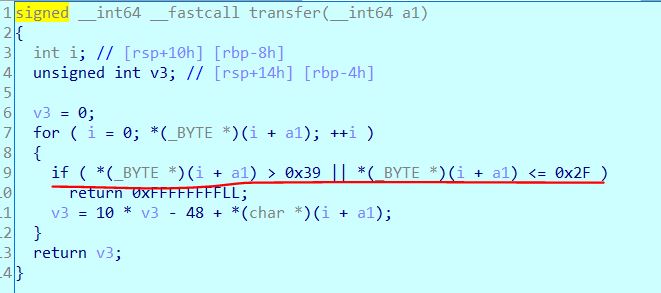 1 signed __int64 __fastcall transfer(__int64 a1)
2 {
3 int i; // [rsp+10h] [rbp-8h]
4 unsigned int v3; // [rsp+14h] [rbp-4h]
5
6 v3 = 0;
7 for ( i = 0; *(_BYTE *)(i + a1); ++i )
8 {
9 if ( *(_BYTE *)(i + a1) > 0x39 || *(_BYTE *)(i + a1) <= 0x2F )
10 return 0xFFFFFFFFLL;
11 v3 = 10 * v3 - 48 + *(char *)(i + a1);
12 }
13 return v3;
14 }